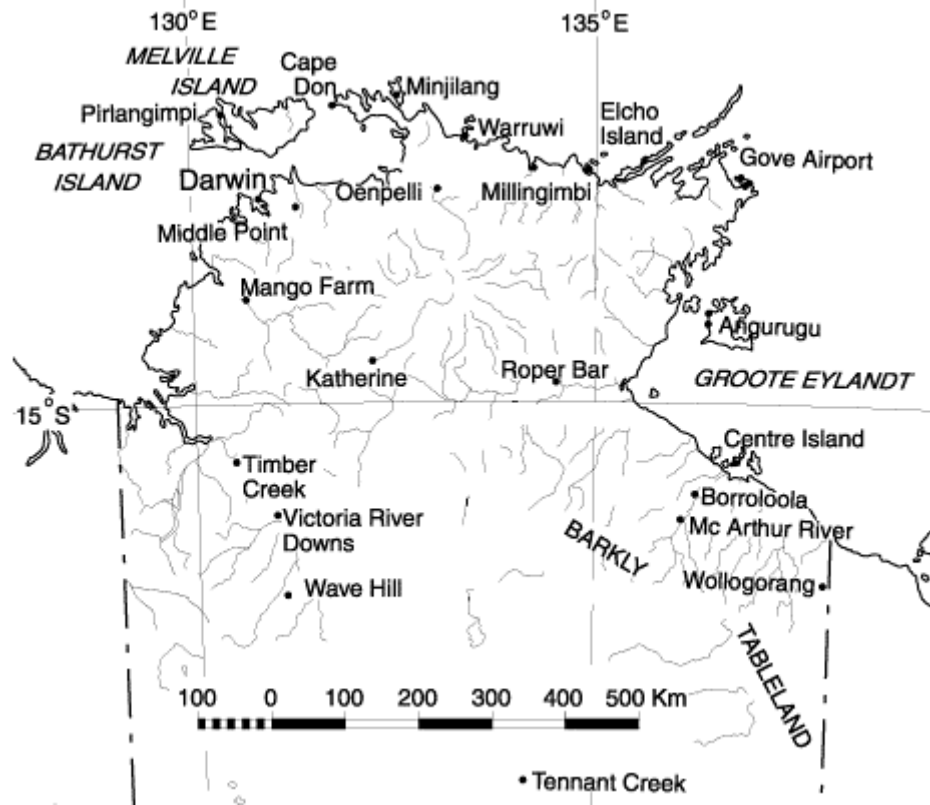 130°E 135°E
MELVILLE
ISLAND
Cape
Don
Minjilang
Pirlangimpi
Warruwi
Elcho
Island
BATHURST
ISLAND
Gove Airport
Darwin
Oenpelli
Millingimbi
Middle Point
Mango Farm
Angurugu
Katherine
Roper Bar
GROOTE EYLANDT
15°S
Centre Island
Timber
Creek
Borroloola
Victoria River
Downs
Mc Arthur River
BARKLY
Wave Hill
Wollogorang
TABLELAND
100 0 100 200 300 400 500 Km
Tennant Creek